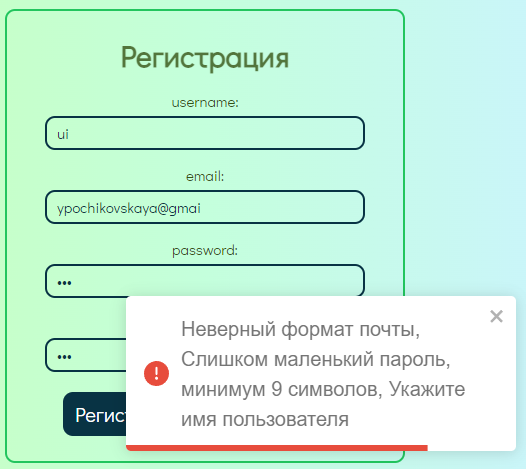 Регистрация
username:
ui
email:
ypochikovskaya@gmai
password:
•••
•••
Неверный формат почты,
Слишком маленький пароль,
минимум 9 символов, Укажите
имя пользователя
Регист